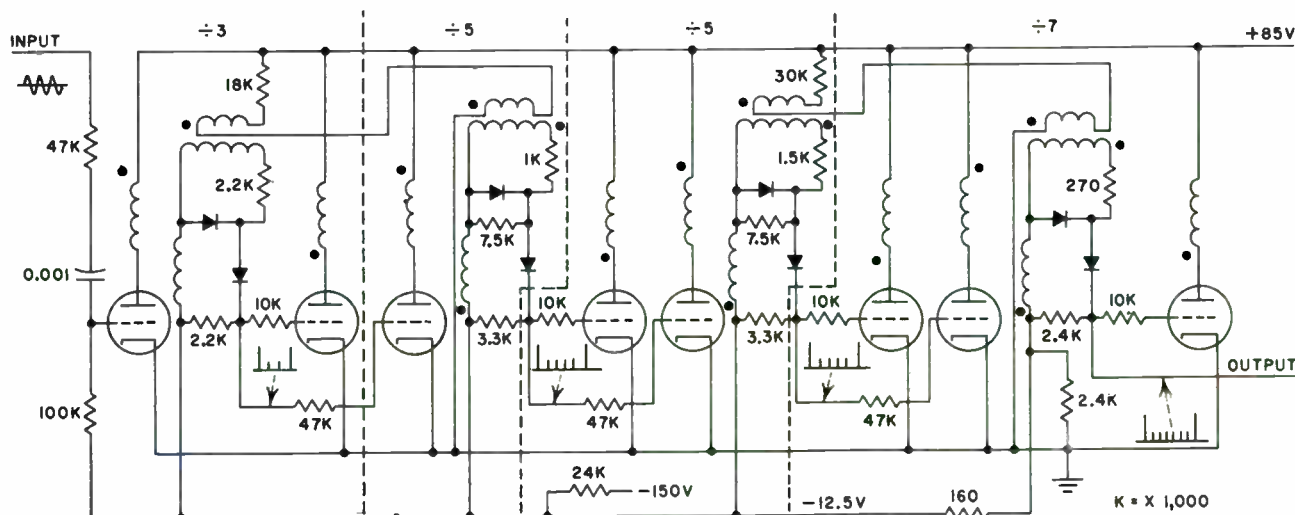 ÷3
÷5
÷5
÷7
INPUT
+85V
18K
30K
47K
1K
1.5K
2.2K
270
7.5K
7.5K
0.001
10K
10K
10K
10K
2.2K
3.3K
3.3K
2.4K
OUTPUT
100K
47K
47K
47K
2.4K
24K
-150V
-12.5V
160
K = X 1,000